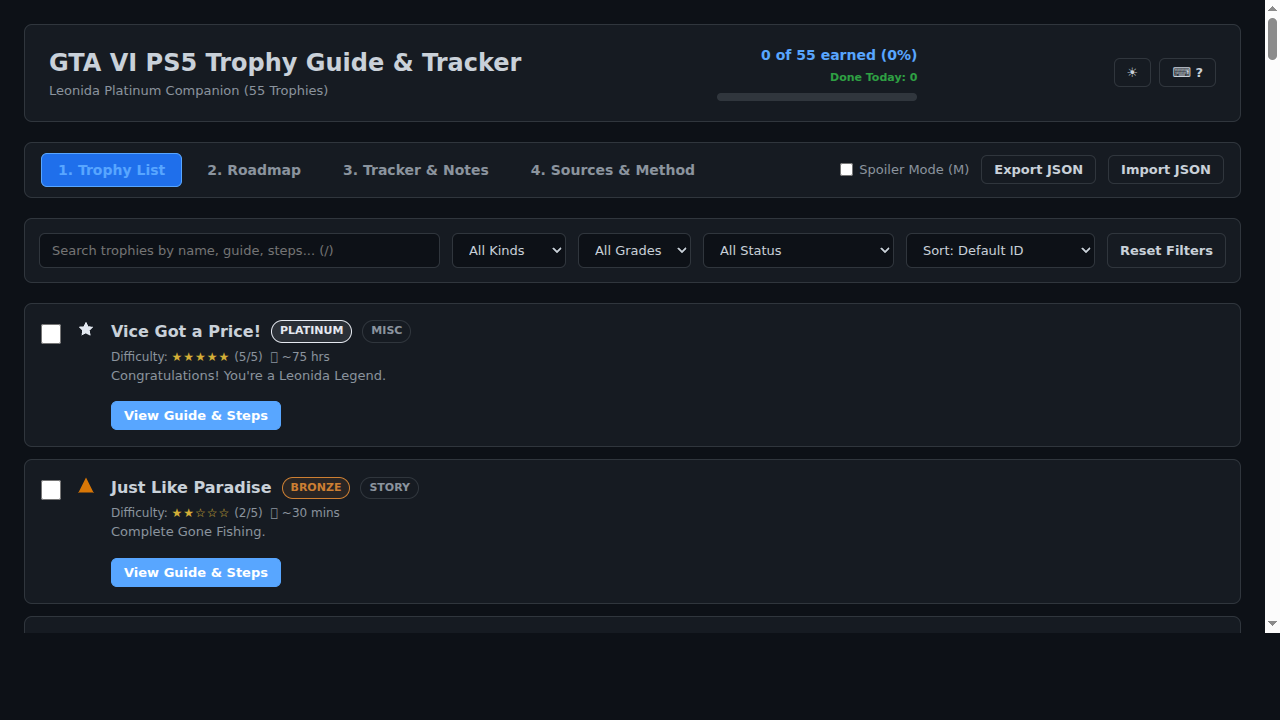 GTA VI PS5 Trophy Guide & Tracker
Leonida Platinum Companion (55 Trophies)
0 of 55 earned (0%)
Done Today: 0
☀
⌨ ?
1. Trophy List
2. Roadmap
3. Tracker & Notes
4. Sources & Method
Spoiler Mode (M)
Export JSON
Import JSON
Search trophies by name, guide, steps... (/)
All Kinds
All Grades
All Status
Sort: Default ID
Reset Filters
Vice Got a Price!
PLATINUM
MISC
Difficulty: ★★★★★ (5/5) ~75 hrs
Congratulations! You're a Leonida Legend.
View Guide & Steps
Just Like Paradise
BRONZE
STORY
Difficulty: ★★☆☆☆ (2/5) ~30 mins
Complete Gone Fishing.
View Guide & Steps